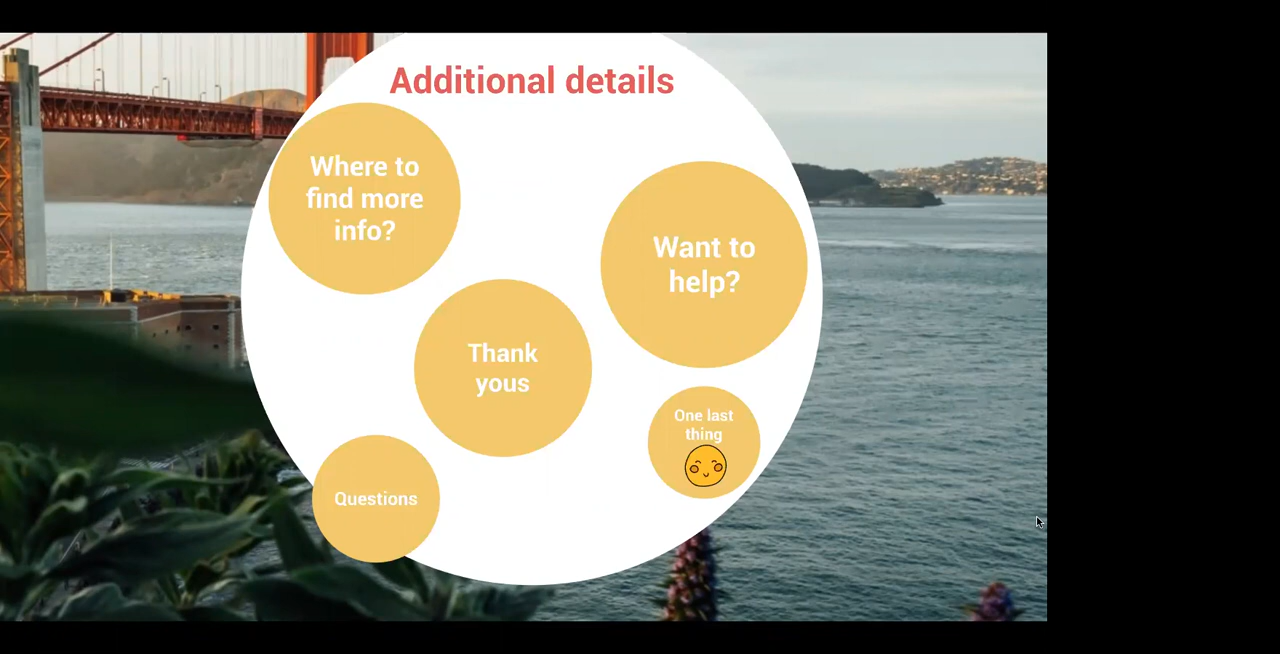 Additional details
Where to
find more
info?
Want to
help?
Thank
yous
One last
thing
Questions